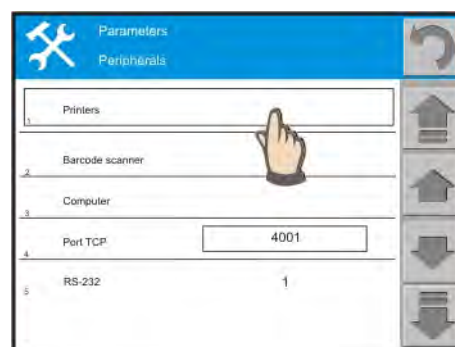 Parameters
Peripherals
1 Printers
2 Barcode scanner
3 Computer
4 Port TCP 4001
5 RS-232 1